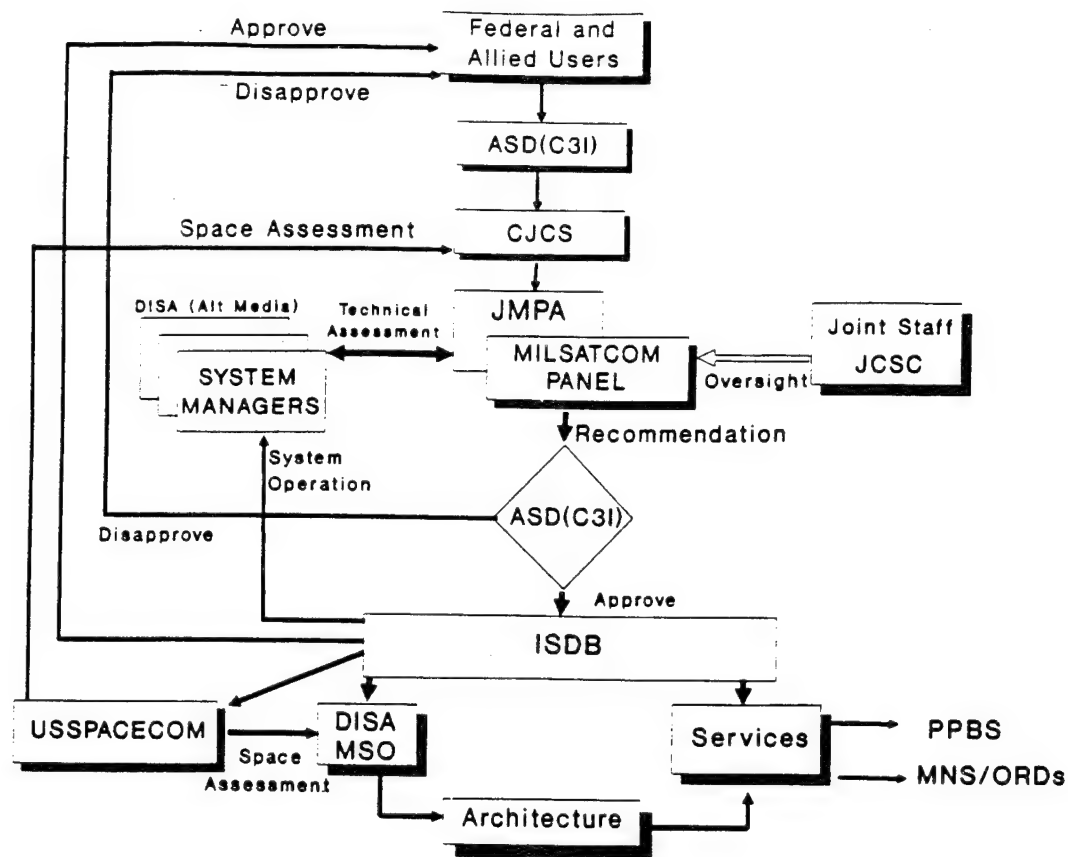 Approve
Federal and
Allied Users
Disapprove
ASD(C3I)
Space Assessment
CJCS
DISA (Alt Media)
Technical
Assessment
JMPA
MILSATCOM
PANEL
Joint Staff
JCSC
Oversight
SYSTEM
MANAGERS
Recommendation
System
Operation
ASD(C3I)
Disapprove
Approve
ISDB
USSPACECOM
Space
Assessment
DISA
MSO
Services
PPBS
MNS/ORDs
Architecture